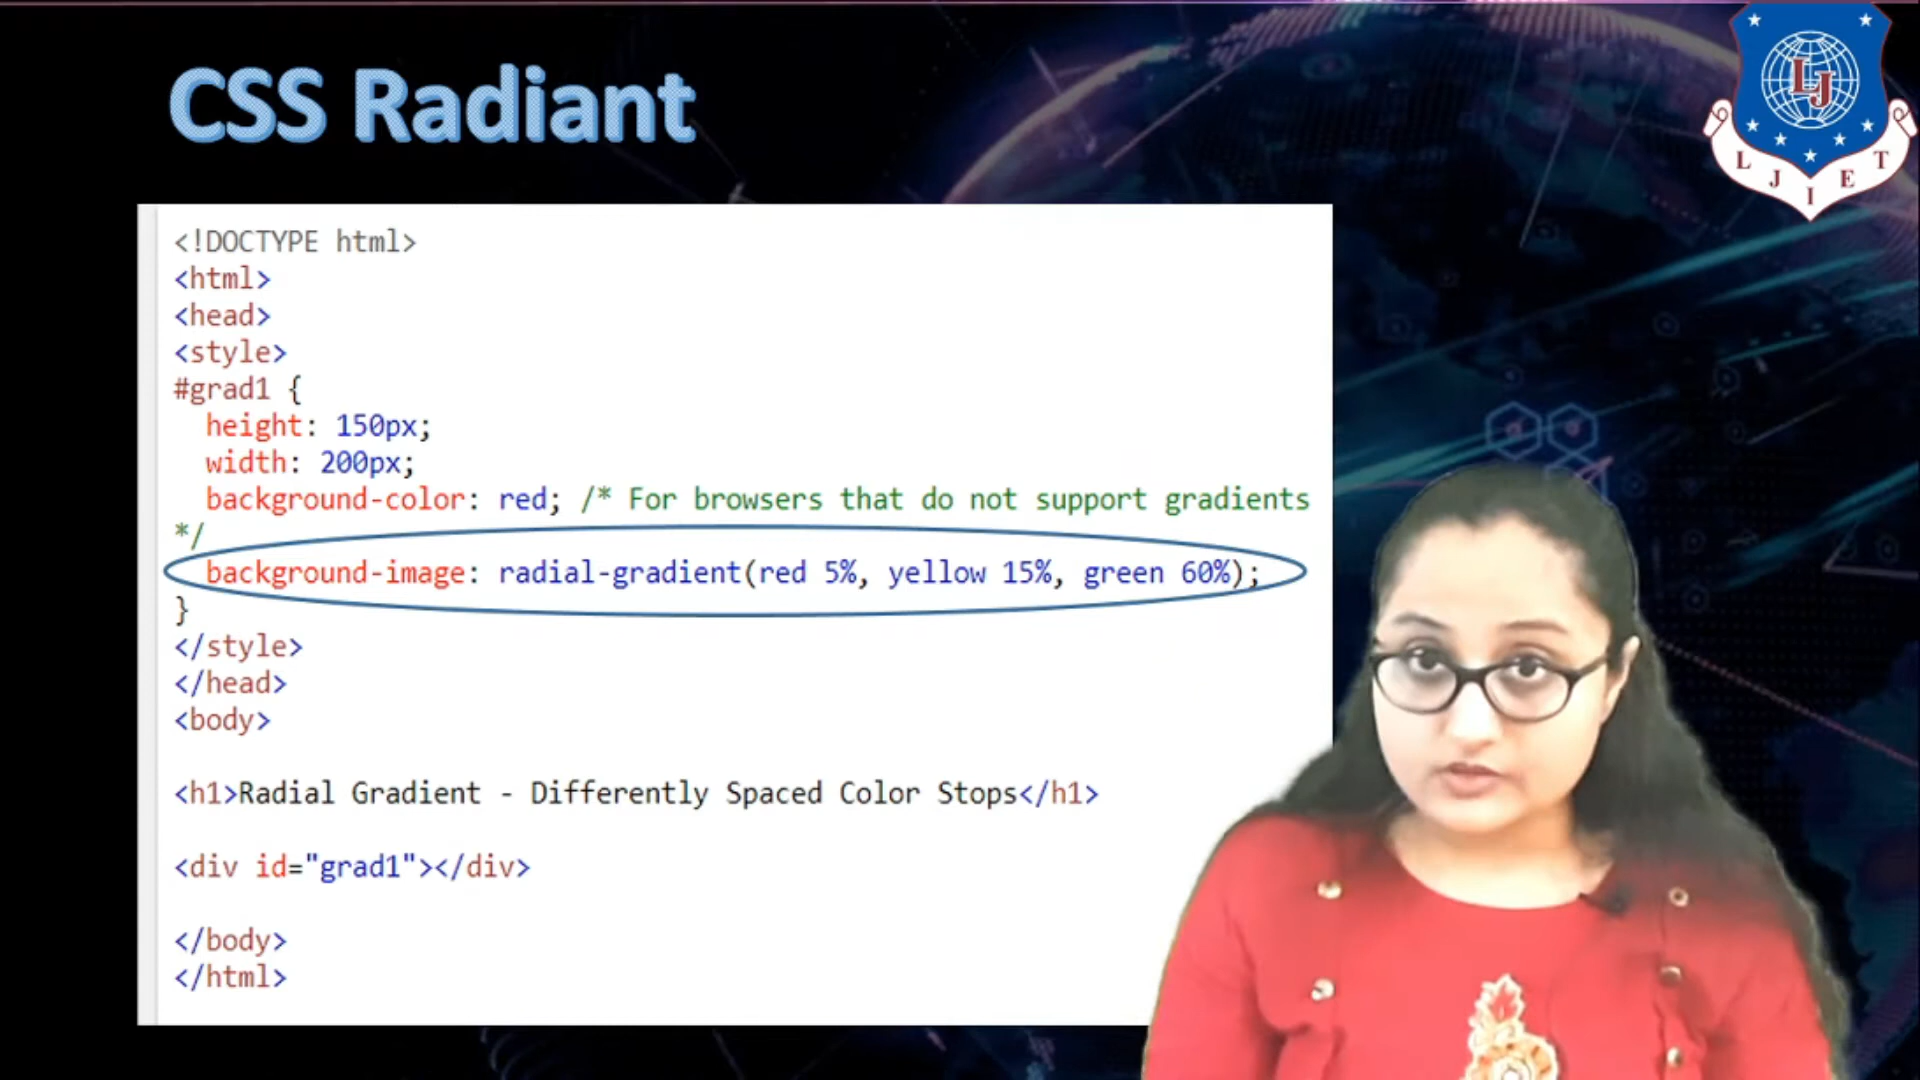 CSS Radiant
LJ
L J I E T
<!DOCTYPE html>
<html>
<head>
<style>
#grad1 {
  height: 150px;
  width: 200px;
  background-color: red; /* For browsers that do not support gradients
*/
  background-image: radial-gradient(red 5%, yellow 15%, green 60%);
}
</style>
</head>
<body>
<h1>Radial Gradient - Differently Spaced Color Stops</h1>
<div id="grad1"></div>
</body>
</html>